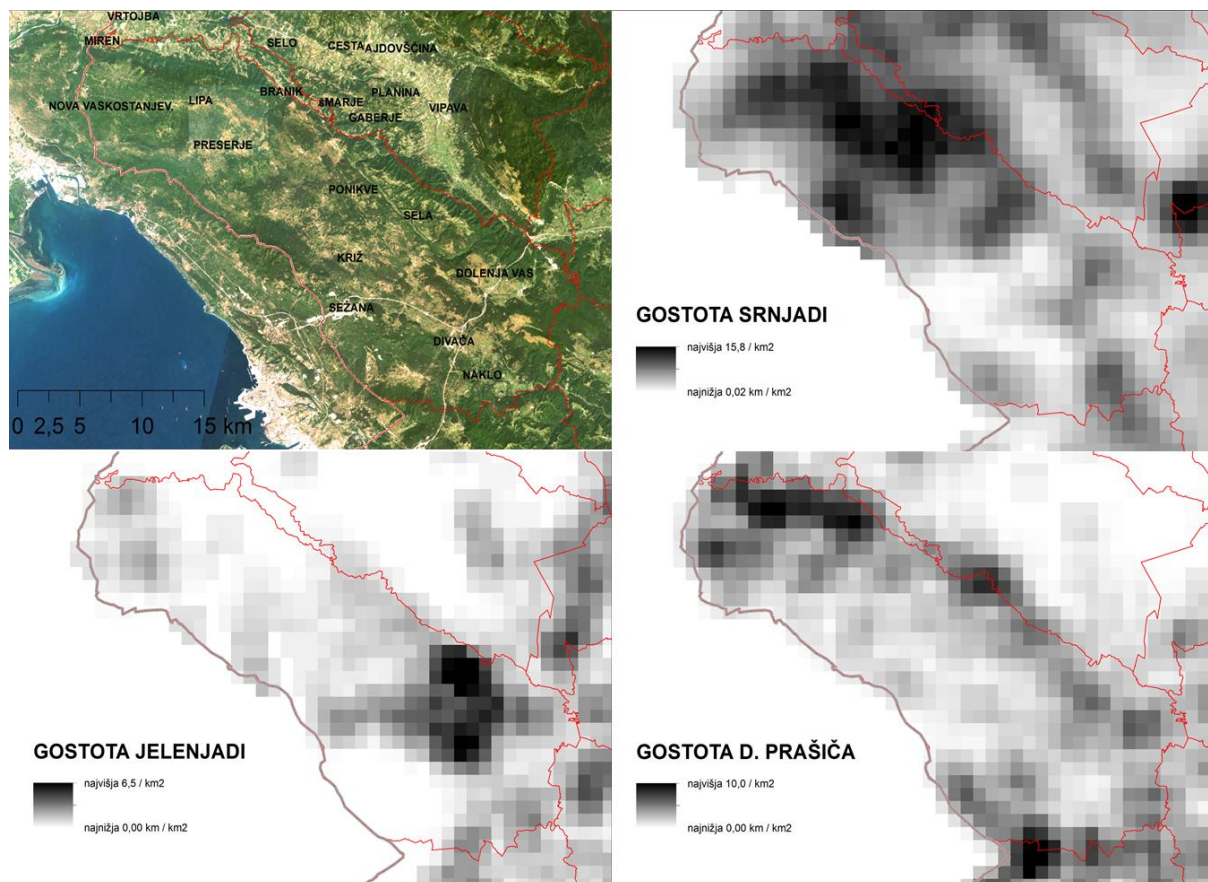 VRTOJBA
MIREN
SELO
CESTA AJDOVŠČINA
BRANIK
PLANINA
NOVA VAS KOSTANJEV.
LIPA
ŠMARJE
VIPAVA
GABERJE
PRESERJE
PONIKVE
SELA
KRIŽ
DOLENJA VAS
SEŽANA
DIVAČA
NAKLO
0 2,5 5 10 15 km
GOSTOTA SRNJADI
najvišja 15,8 / km2
najnižja 0,02 km / km2
GOSTOTA JELENJADI
najvišja 6,5 / km2
najnižja 0,00 km / km2
GOSTOTA D. PRAŠIČA
najvišja 10,0 / km2
najnižja 0,00 km / km2